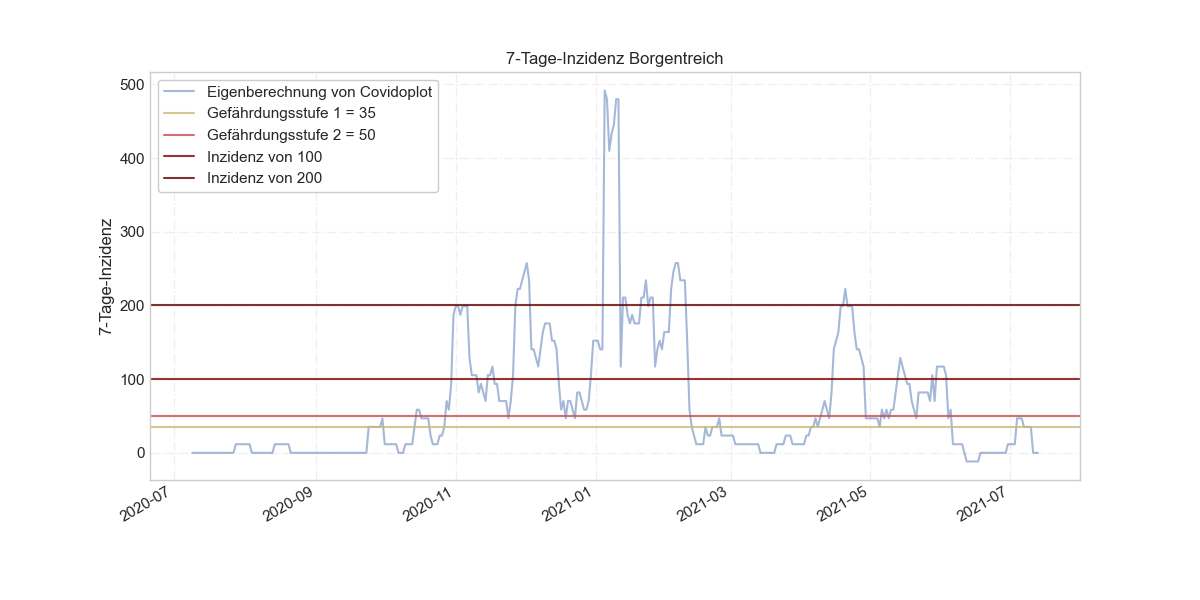 7-Tage-Inzidenz Borgentreich
Eigenberechnung von Covidoplot
Gefährdungsstufe 1 = 35
Gefährdungsstufe 2 = 50
Inzidenz von 100
Inzidenz von 200
7-Tage-Inzidenz
500
400
300
200
100
0
2020-07
2020-09
2020-11
2021-01
2021-03
2021-05
2021-07